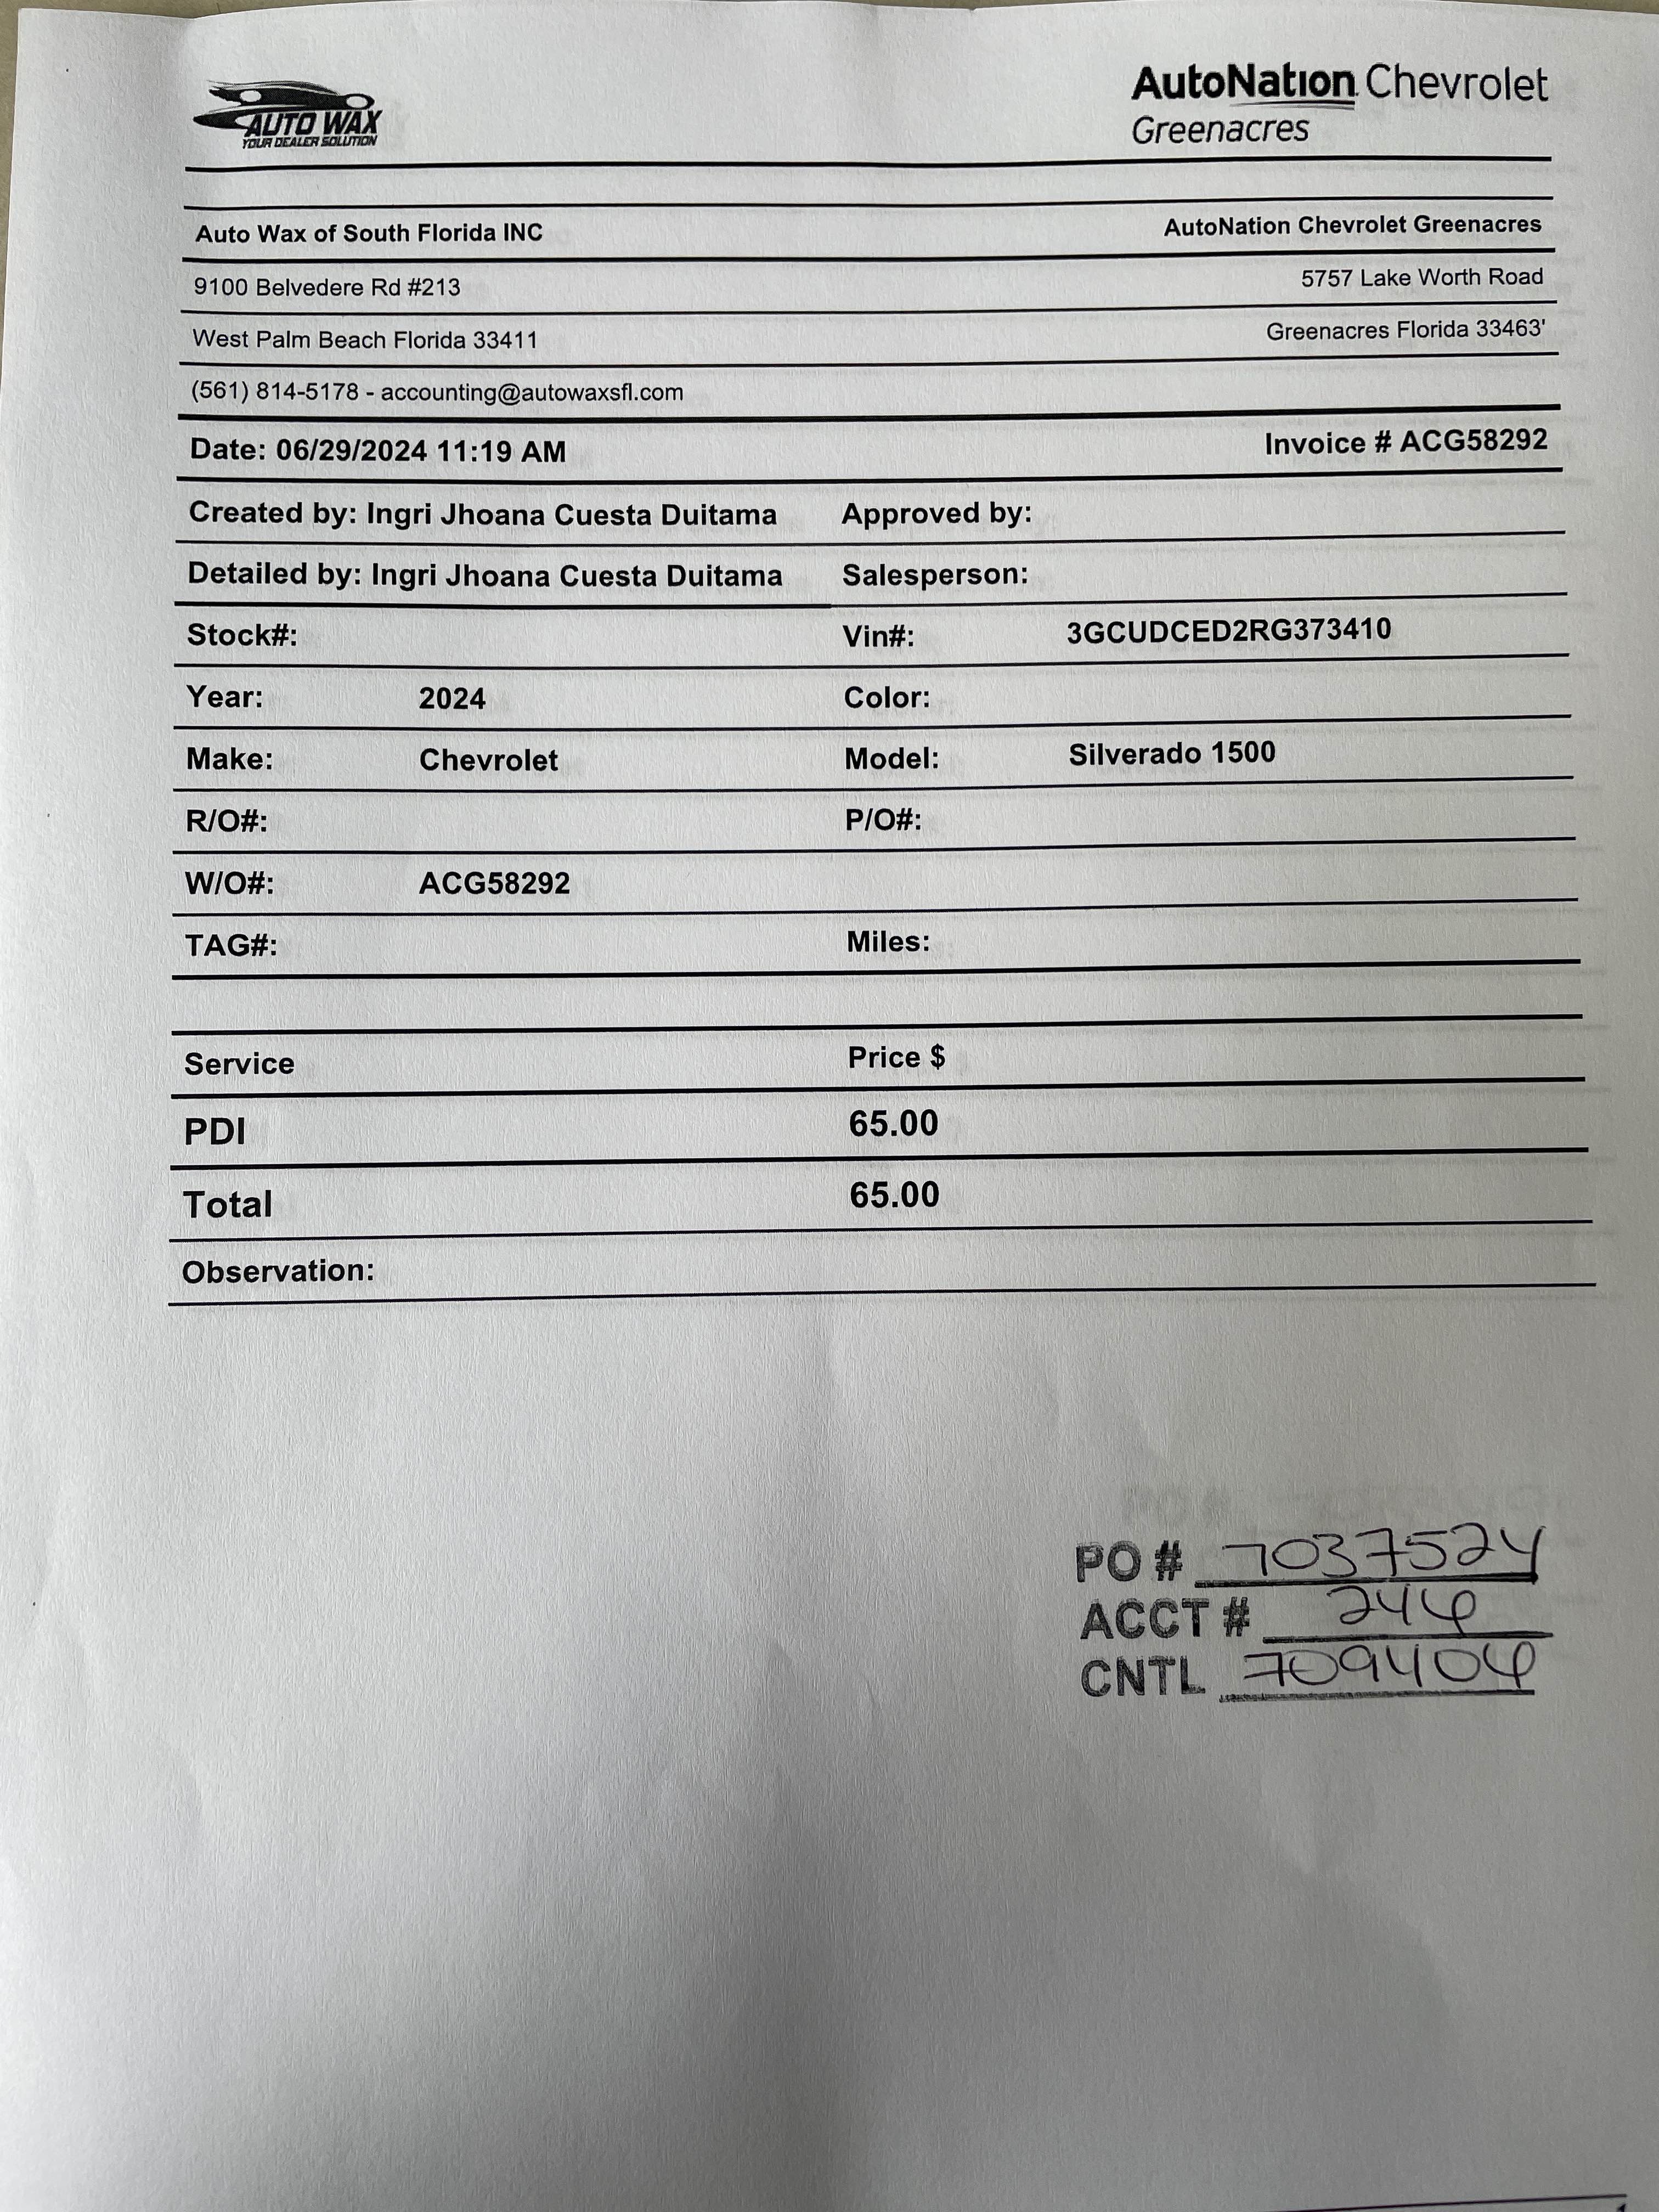 AUTO WAX
YOUR DEALER SOLUTION
AutoNation Chevrolet
Greenacres
Auto Wax of South Florida INC
AutoNation Chevrolet Greenacres
9100 Belvedere Rd #213
5757 Lake Worth Road
West Palm Beach Florida 33411
Greenacres Florida 33463'
(561) 814-5178 - accounting@autowaxsfl.com
Date: 06/29/2024 11:19 AM
Invoice # ACG58292
Created by: Ingri Jhoana Cuesta Duitama Approved by:
Detailed by: Ingri Jhoana Cuesta Duitama Salesperson:
Stock#: Vin#: 3GCUDCED2RG373410
Year: 2024 Color:
Make: Chevrolet Model: Silverado 1500
R/O#: P/O#:
W/O#: ACG58292
TAG#: Miles:
Service Price $
PDI 65.00
Total 65.00
Observation:
PO # 7037524
ACCT # 244
CNTL 709404